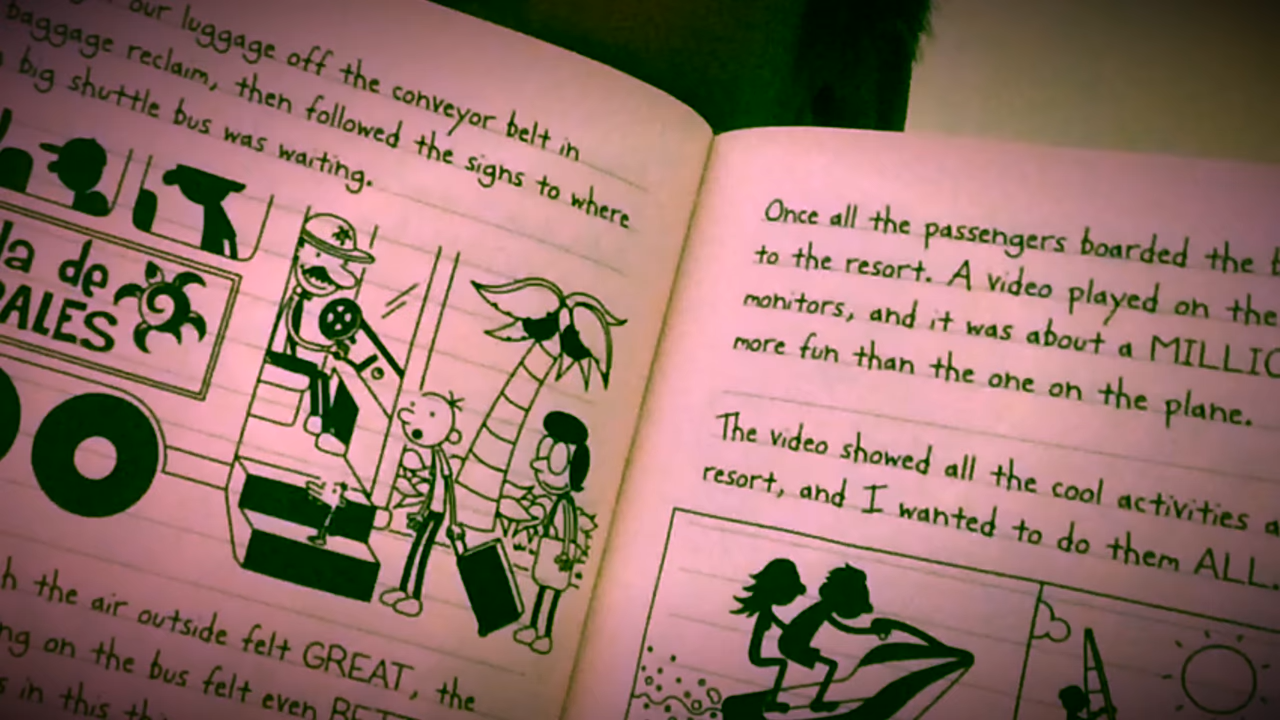 our luggage off the conveyor belt in
baggage reclaim, then followed the signs to where
big shuttle bus was waiting.
la de
ALES
the air outside felt GREAT, the
on the bus felt even
in this
Once all the passengers boarded the
to the resort. A video played on the
monitors, and it was about a
more fun than the one on the plane.
The video showed all the cool activities
resort, and I wanted to do them ALL.